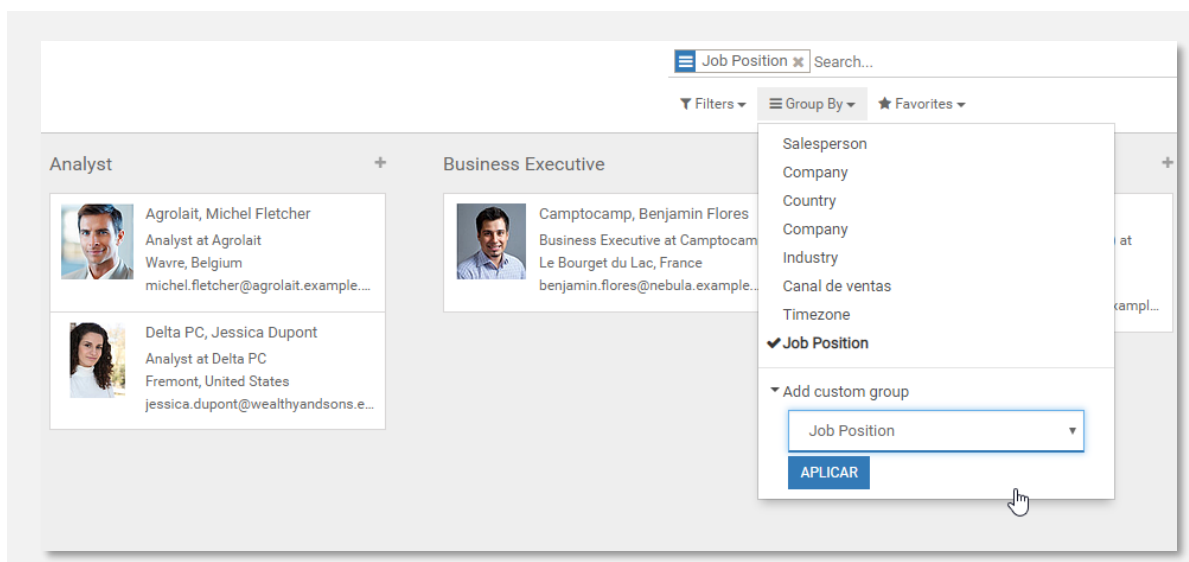 Job Position Search...
Filters Group By Favorites
Analyst +
Agrolait, Michel Fletcher
Analyst at Agrolait
Wavre, Belgium
michel.fletcher@agrolait.example....
Delta PC, Jessica Dupont
Analyst at Delta PC
Fremont, United States
jessica.dupont@wealthyandsons.e...
Business Executive
Camptocamp, Benjamin Flores
Business Executive at Camptocam
Le Bourget du Lac, France
benjamin.flores@nebula.example...
Salesperson
Company
Country
Company
Industry
Canal de ventas
Timezone
Job Position
Add custom group
Job Position
APLICAR
+
) at
xampl...